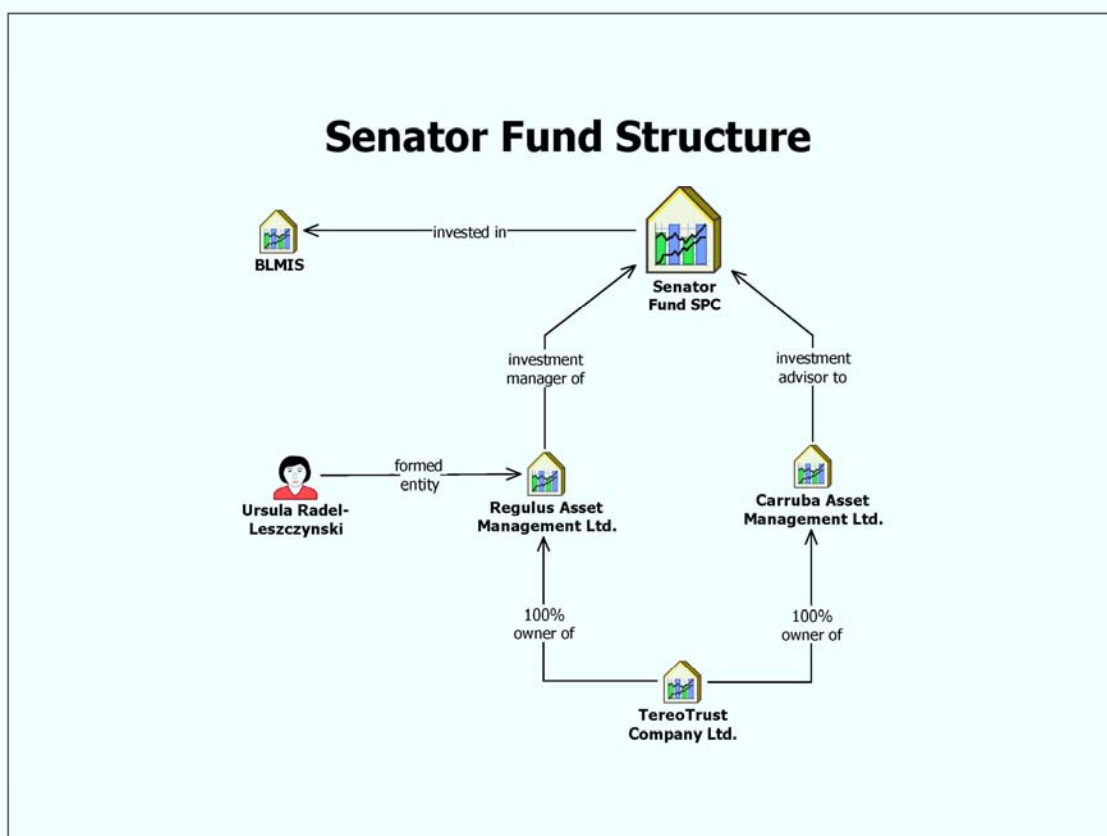 Senator Fund Structure
invested in
BLMIS
Senator
Fund SPC
investment
manager of
investment
advisor to
formed
entity
Ursula Radel-
Leszczynski
Regulus Asset
Management Ltd.
Carruba Asset
Management Ltd.
100%
owner of
100%
owner of
TereoTrust
Company Ltd.